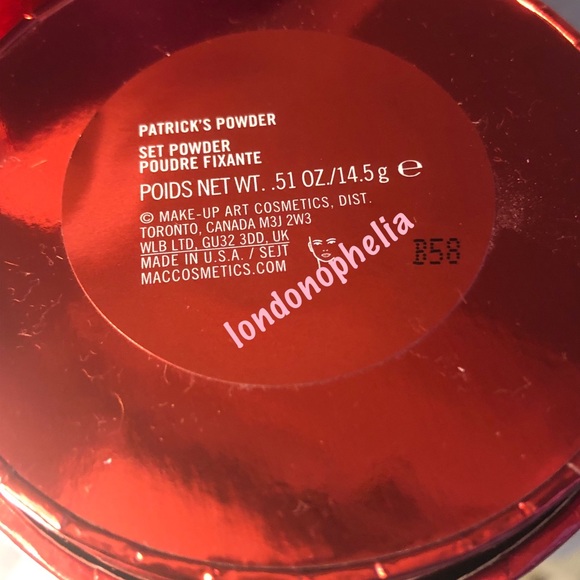 PATRICK'S POWDER
SET POWDER
POUDRE FIXANTE
POIDS NET WT. .51 OZ./14.5 g ℮
© MAKE-UP ART COSMETICS, DIST.
TORONTO, CANADA M3J 2W3
WLB LTD, GU32 3DD, UK
MADE IN U.S.A. / SEJT
MACCOSMETICS.COM
londonophelia
B58